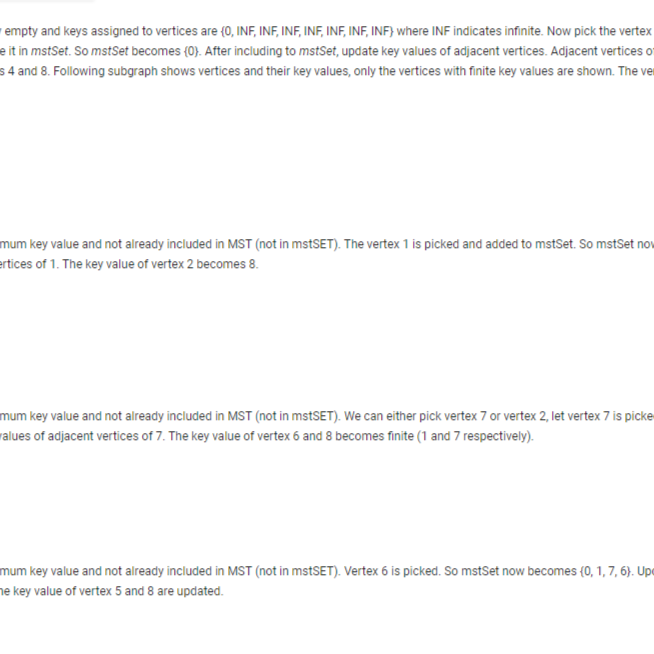 empty and keys assigned to vertices are {0, INF, INF, INF, INF, INF, INF, INF} where INF indicates infinite. Now pick the vertex
it in mstSet. So mstSet becomes {0}. After including to mstSet, update key values of adjacent vertices. Adjacent vertices of
4 and 8. Following subgraph shows vertices and their key values, only the vertices with finite key values are shown. The
mum key value and not already included in MST (not in mstSET). The vertex 1 is picked and added to mstSet. So mstSet now
ertices of 1. The key value of vertex 2 becomes 8.
mum key value and not already included in MST (not in mstSET). We can either pick vertex 7 or vertex 2, let vertex 7 is picked
values of adjacent vertices of 7. The key value of vertex 6 and 8 becomes finite (1 and 7 respectively).
mum key value and not already included in MST (not in mstSET). Vertex 6 is picked. So mstSet now becomes {0, 1, 7, 6}. Upd
he key value of vertex 5 and 8 are updated.